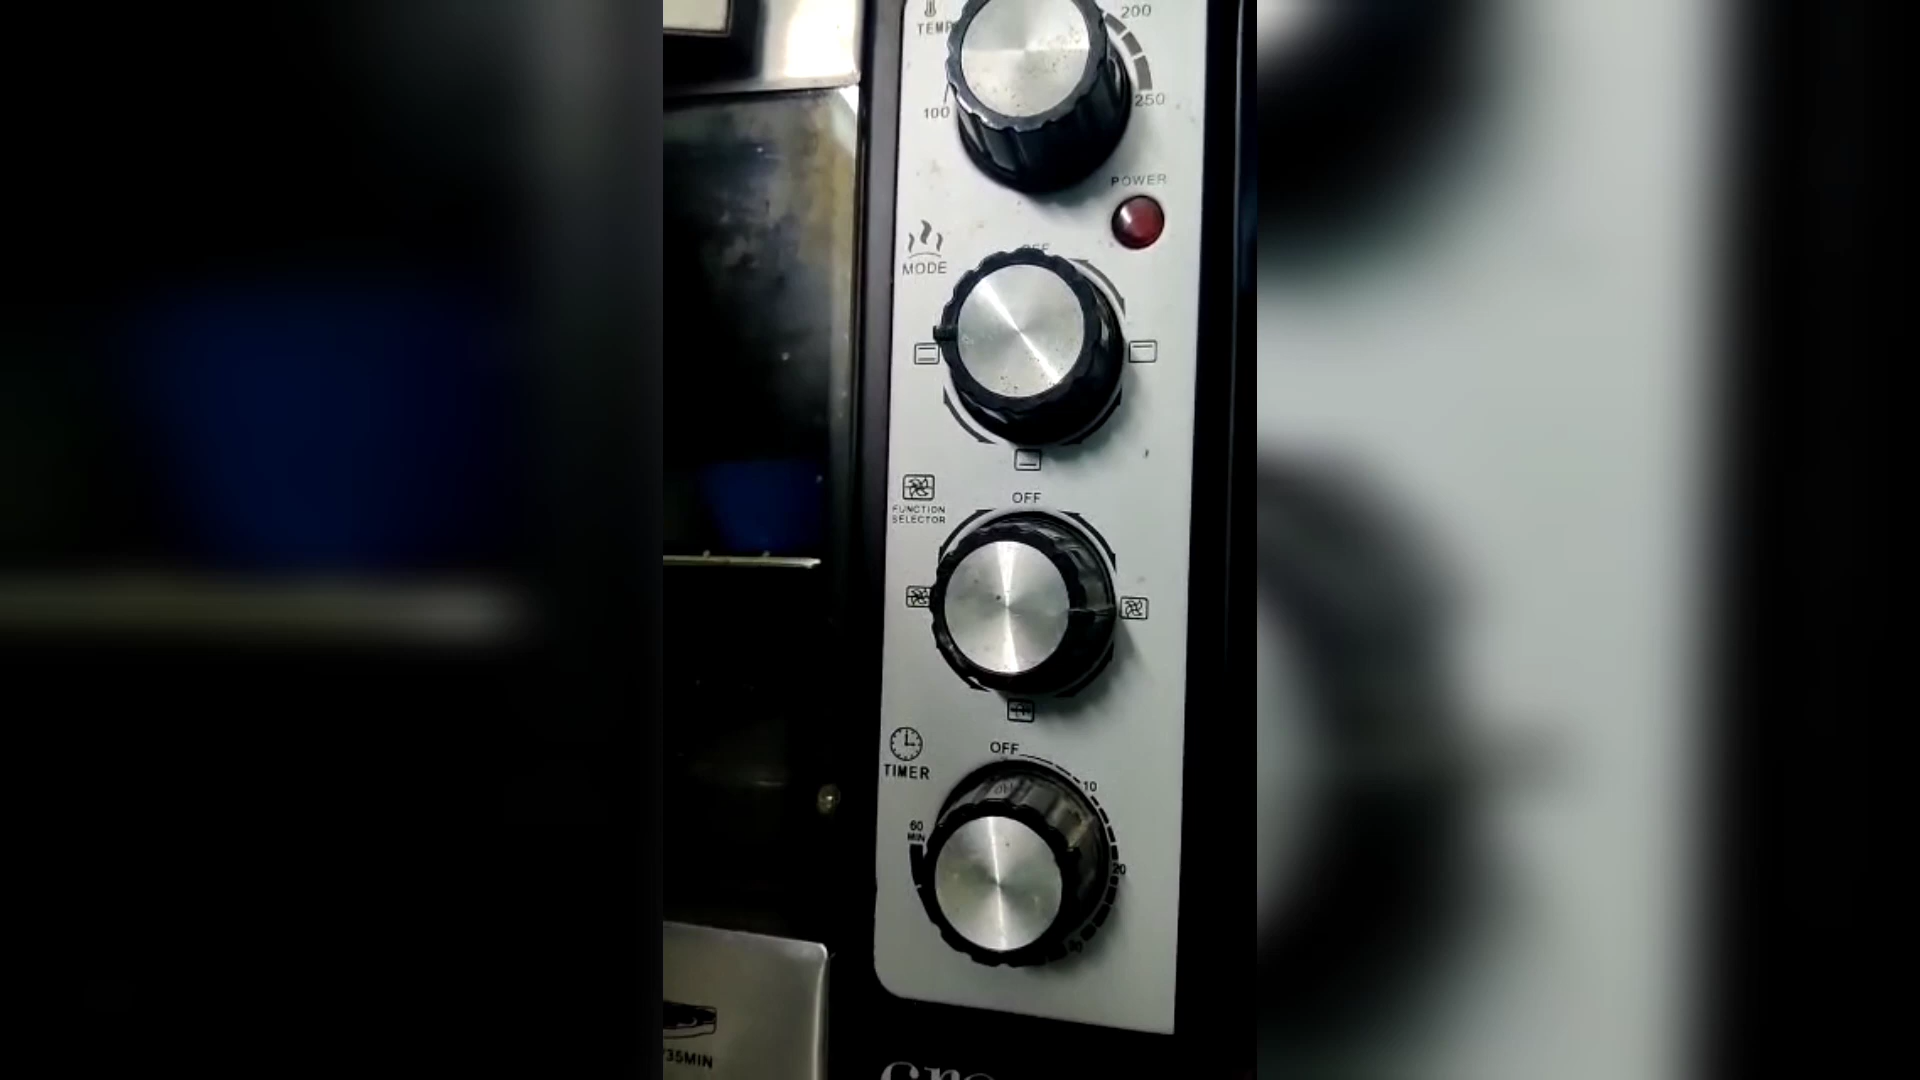 200
TEMP
250
100
POWER
OFF
MODE
OFF
FUNCTION
SELECTOR
OFF
TIMER
10
60
MIN
20
35MIN